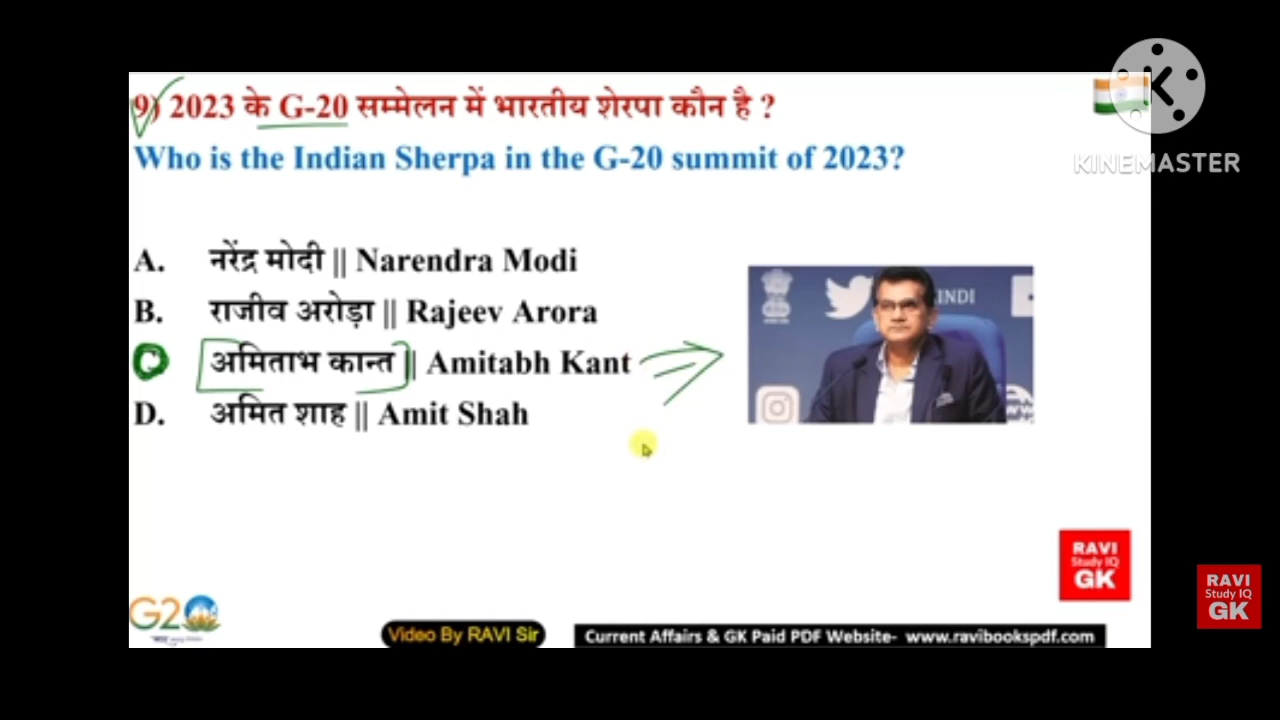 9) 2023 के G-20 सम्मेलन में भारतीय शेरपा कौन है ?
KINEMASTER
Who is the Indian Sherpa in the G-20 summit of 2023?
A. नरेंद्र मोदी || Narendra Modi
B. राजीव अरोड़ा || Rajeev Arora
C अमिताभ कान्त || Amitabh Kant
D. अमित शाह || Amit Shah
INDI
RAVI
Study IQ
GK
RAVI
Study IQ
GK
G20
Video By RAVI Sir
Current Affairs & GK Paid PDF Website- www.ravibookspdf.com